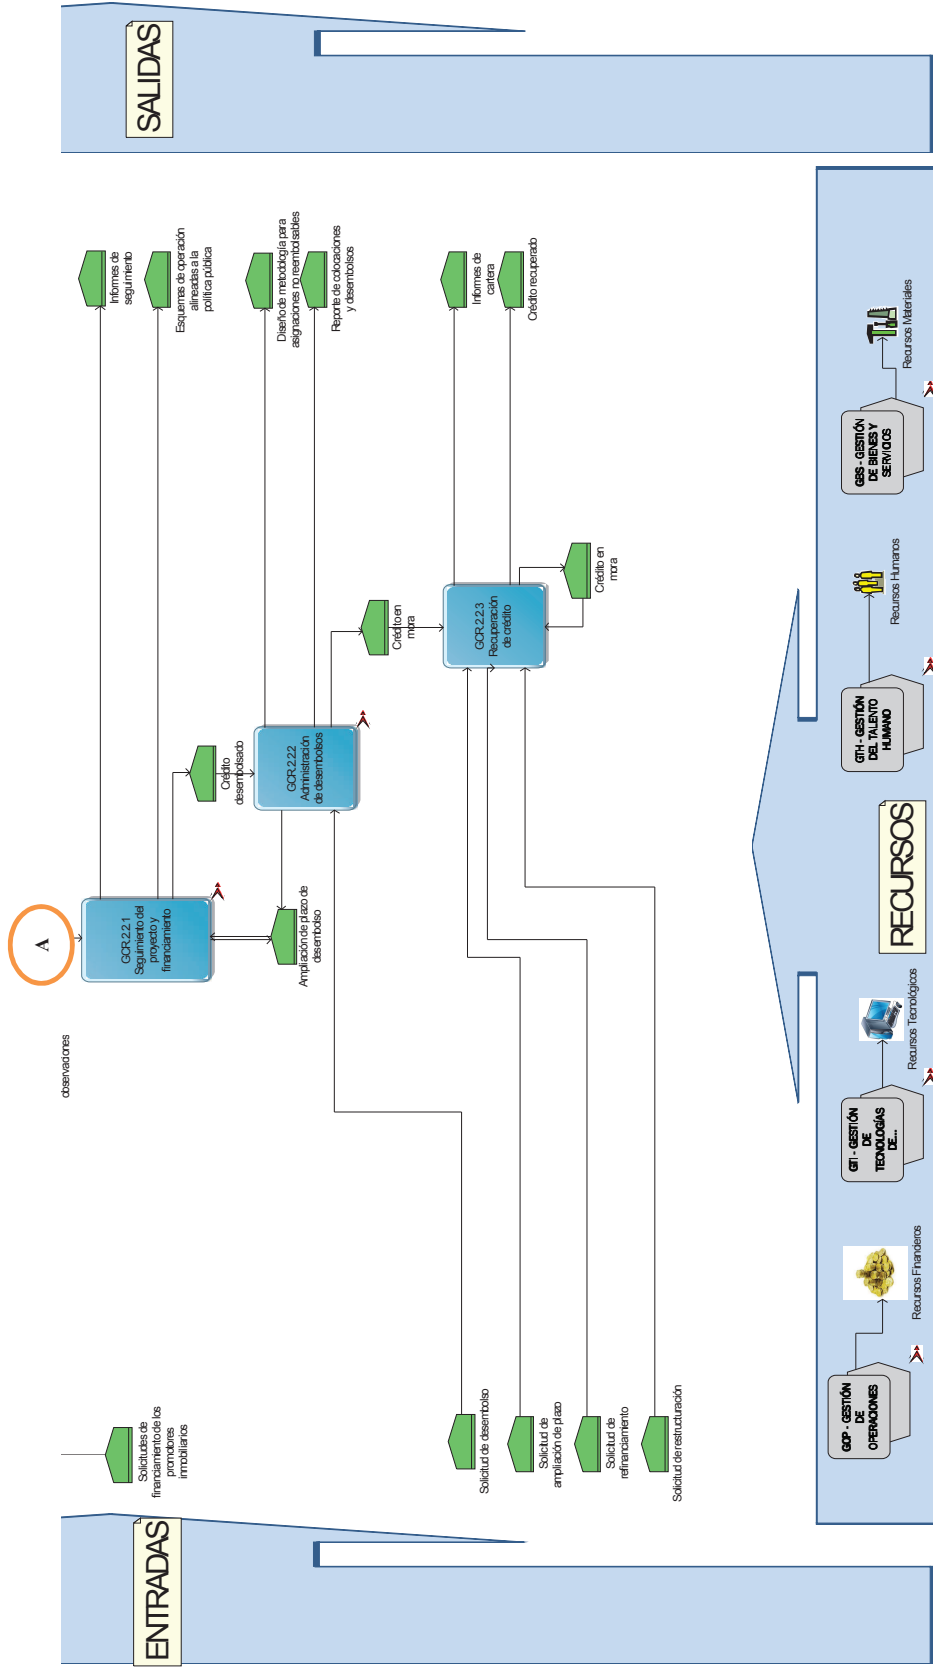 A
observaciones
ENTRADAS
SALIDAS
Solicitudes de
financiamiento de los
promotores
inmobiliarios
GCR.2.2.1
Seguimiento del
proyecto y
financiamiento
Informes de
seguimiento
Esquemas de operación
alineadas a la
política pública
Crédito
desembolsado
Ampliación de plazo de
desembolso
GCR.2.2.2
Administración
de desembolsos
Diseño de metodología para
asignaciones no reembolsables
Reporte de colocaciones
y desembolsos
Crédito en
mora
GCR.2.2.3
Recuperación
de crédito
Informes de
cartera
Crédito recuperado
Crédito en
mora
Solicitud de desembolso
Solicitud de
ampliación de plazo
Solicitud de
refinanciamiento
Solicitud de restructuración
GOP - GESTIÓN
DE
OPERACIONES
Recursos Financieros
GTI - GESTIÓN
DE
TECNOLOGÍAS
DE...
Recursos Tecnológicos
RECURSOS
GTH - GESTIÓN
DEL TALENTO
HUMANO
Recursos Humanos
GBS - GESTIÓN
DE BIENES Y
SERVICIOS
Recursos Materiales